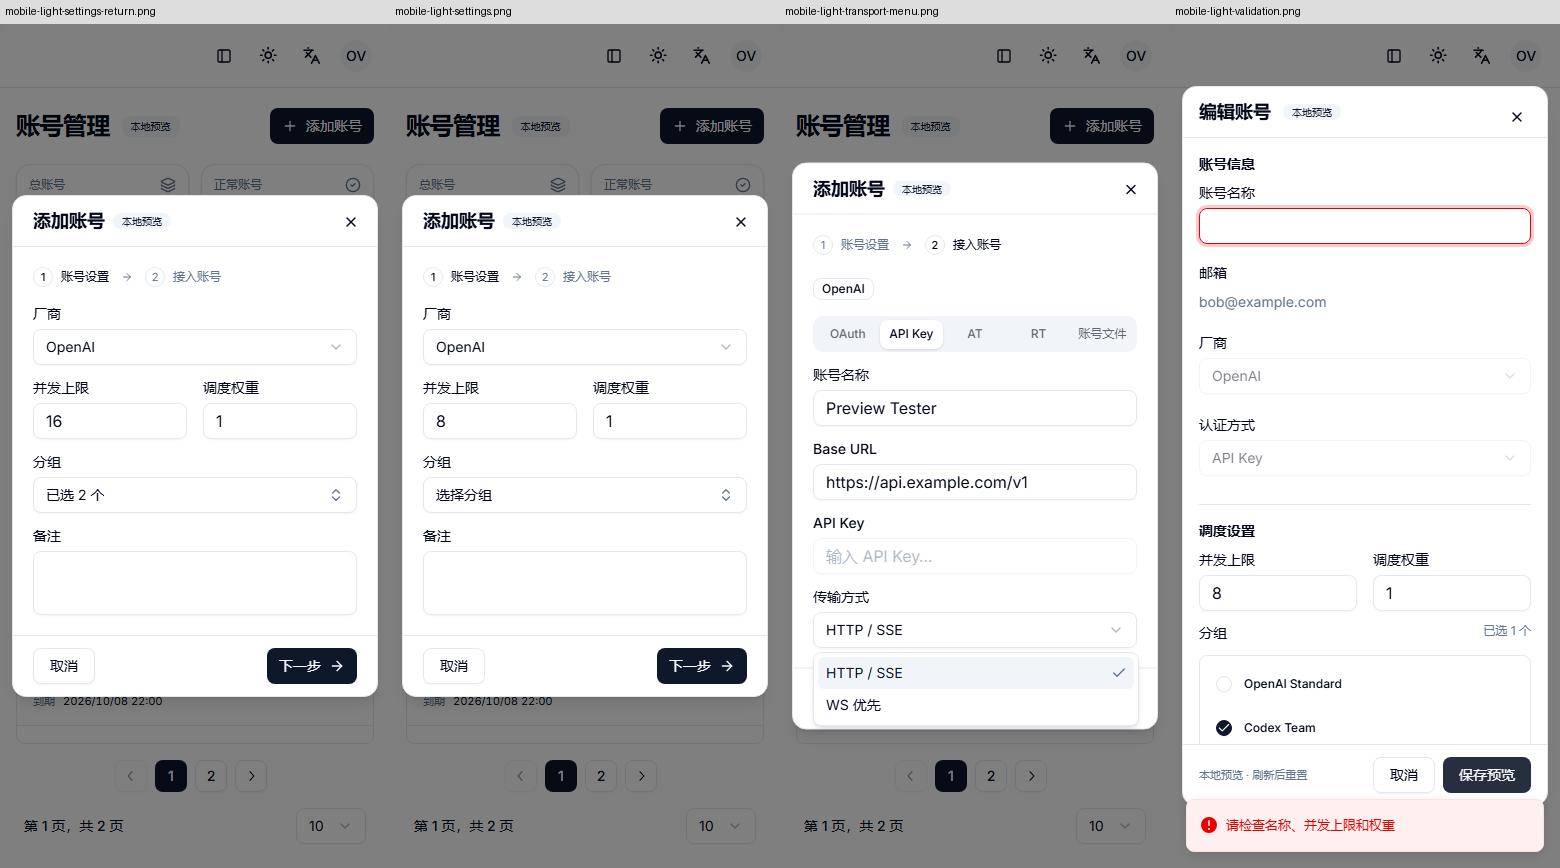 mobile-light-settings-return.png
OV
账号管理 本地预览 添加账号
总账号 正常账号
添加账号 本地预览
1 账号设置 → 2 接入账号
厂商
OpenAI
并发上限 调度权重
16 1
分组
已选 2 个
备注
取消 下一步 →
到期 2026/10/08 22:00
1 2
第 1 页，共 2 页 10
mobile-light-settings.png
OV
账号管理 本地预览 添加账号
总账号 正常账号
添加账号 本地预览
1 账号设置 → 2 接入账号
厂商
OpenAI
并发上限 调度权重
8 1
分组
选择分组
备注
取消 下一步 →
到期 2026/10/08 22:00
1 2
第 1 页，共 2 页 10
mobile-light-transport-menu.png
OV
账号管理 本地预览 添加账号
添加账号 本地预览
1 账号设置 → 2 接入账号
OpenAI
OAuth API Key AT RT 账号文件
账号名称
Preview Tester
Base URL
https://api.example.com/v1
API Key
输入 API Key...
传输方式
HTTP / SSE
HTTP / SSE
WS 优先
1 2
第 1 页，共 2 页 10
mobile-light-validation.png
OV
编辑账号 本地预览
账号信息
账号名称
邮箱
bob@example.com
厂商
OpenAI
认证方式
API Key
调度设置
并发上限 调度权重
8 1
分组 已选 1 个
OpenAI Standard
Codex Team
本地预览 · 刷新后重置 取消 保存预览
请检查名称、并发上限和权重